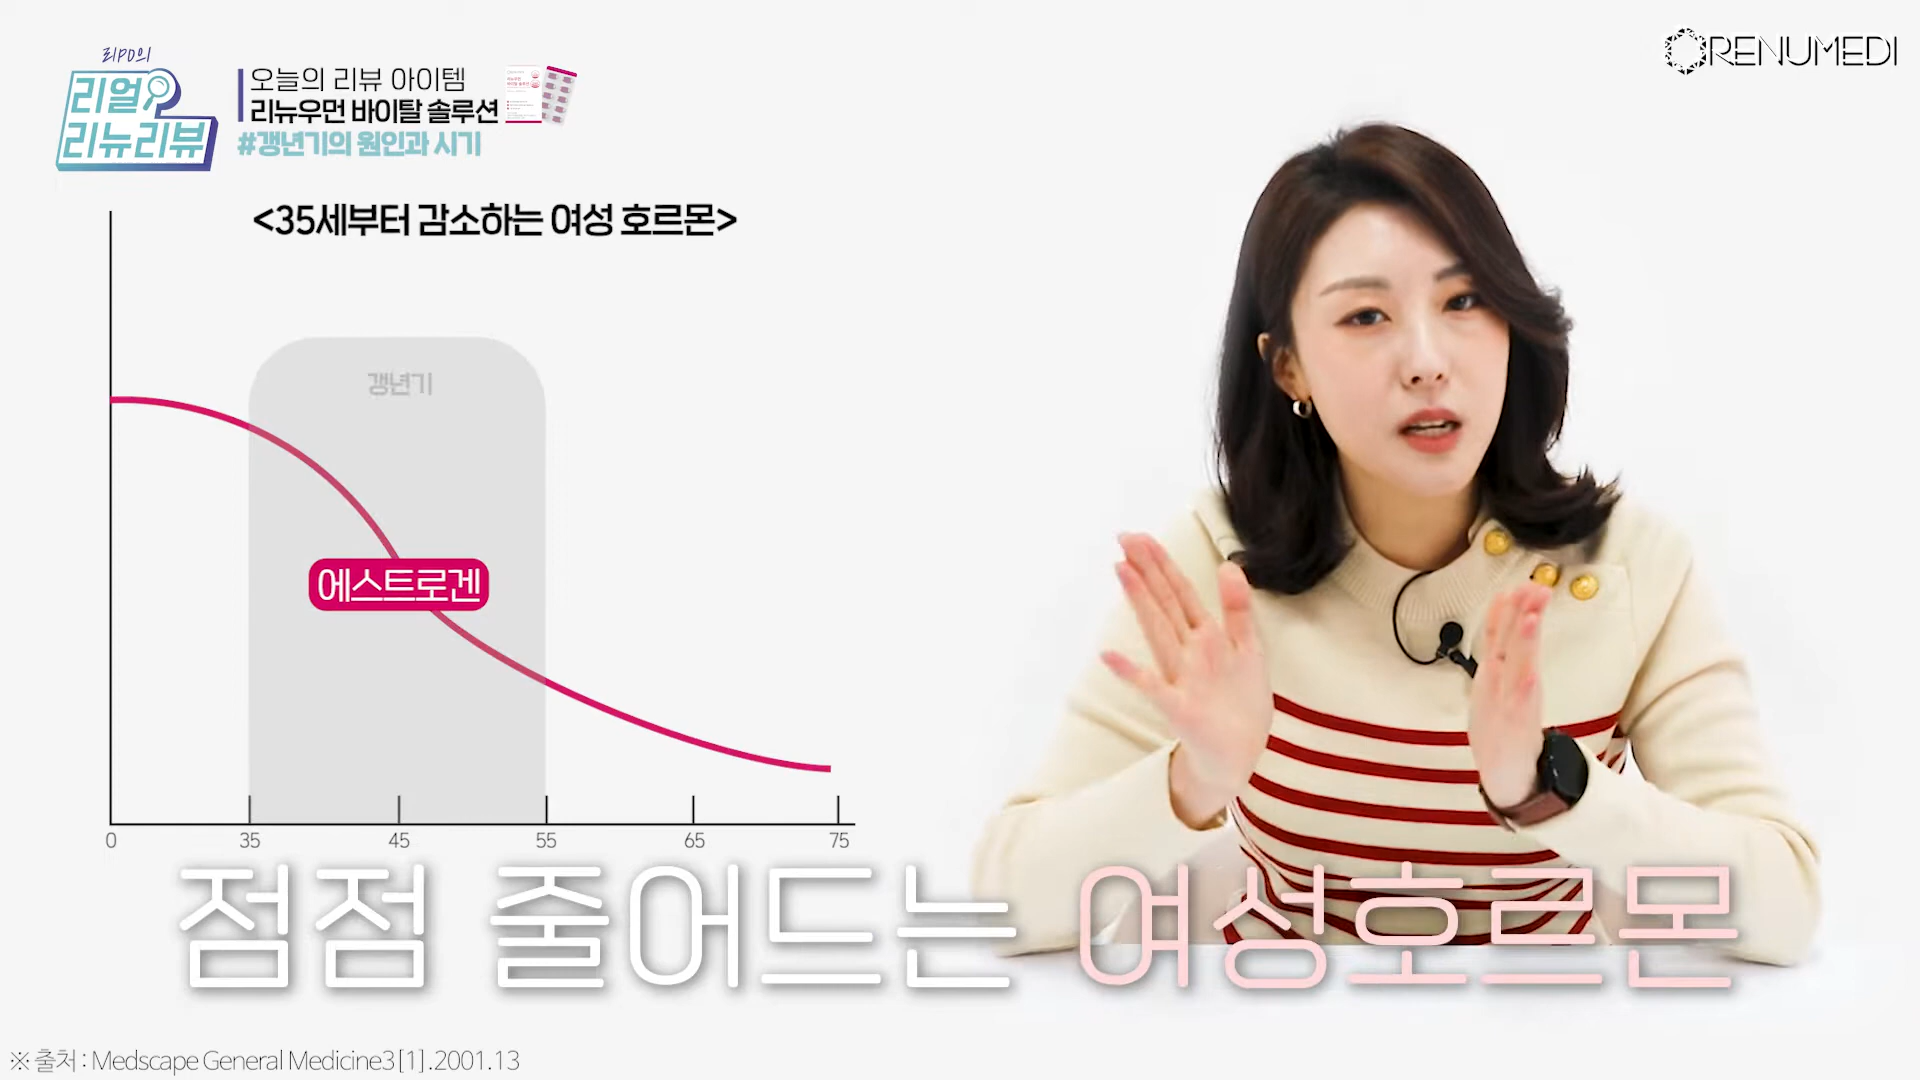 리PD의
리얼
리뉴리뷰
오늘의 리뷰 아이템
리뉴우먼 바이탈 솔루션
#갱년기의 원인과 시기
RENUMEDI
<35세부터 감소하는 여성 호르몬>
갱년기
에스트로겐
0 35 45 55 65 75
점점 줄어드는 여성호르몬
※ 출처 : Medscape General Medicine3 [1] .2001.13